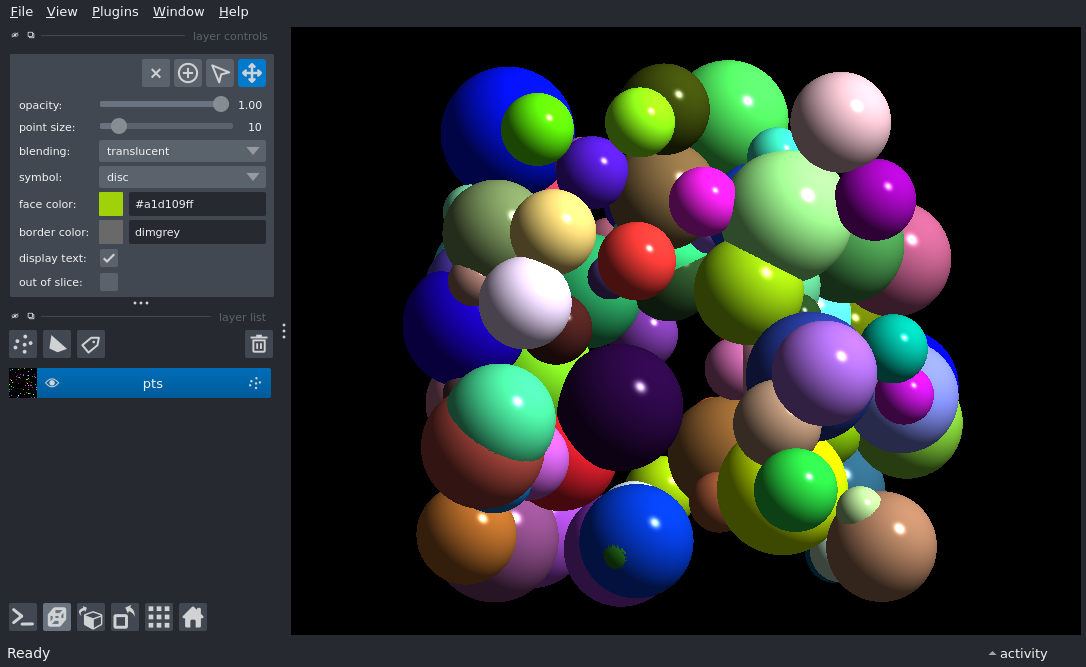 File View Plugins Window Help
layer controls
opacity: 1.00
point size: 10
blending: translucent
symbol: disc
face color: #a1d109ff
border color: dimgrey
display text:
out of slice:
layer list
pts
Ready activity